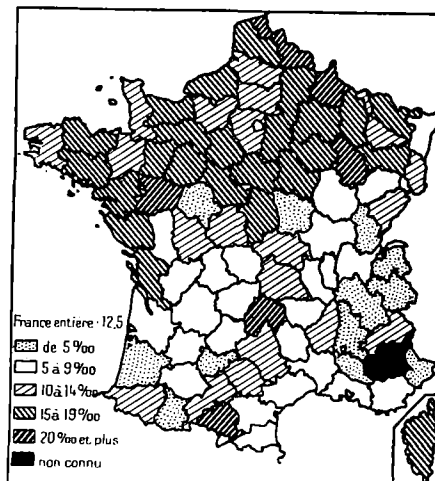 France entière · 12,5
de 5 ‰
5 à 9 ‰
10 à 14 ‰
15 à 19 ‰
20 ‰ et plus
non connu